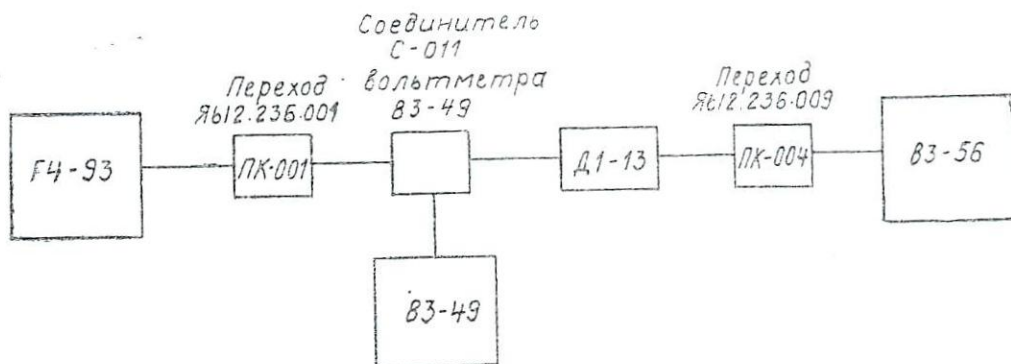 Соединитель
С-011
вольтметра
В3-49
Переход
ЯЫ2.236.001
Переход
ЯЫ2.236.009
Г4-93
ПК-001
Д1-13
ПК-004
В3-56
В3-49